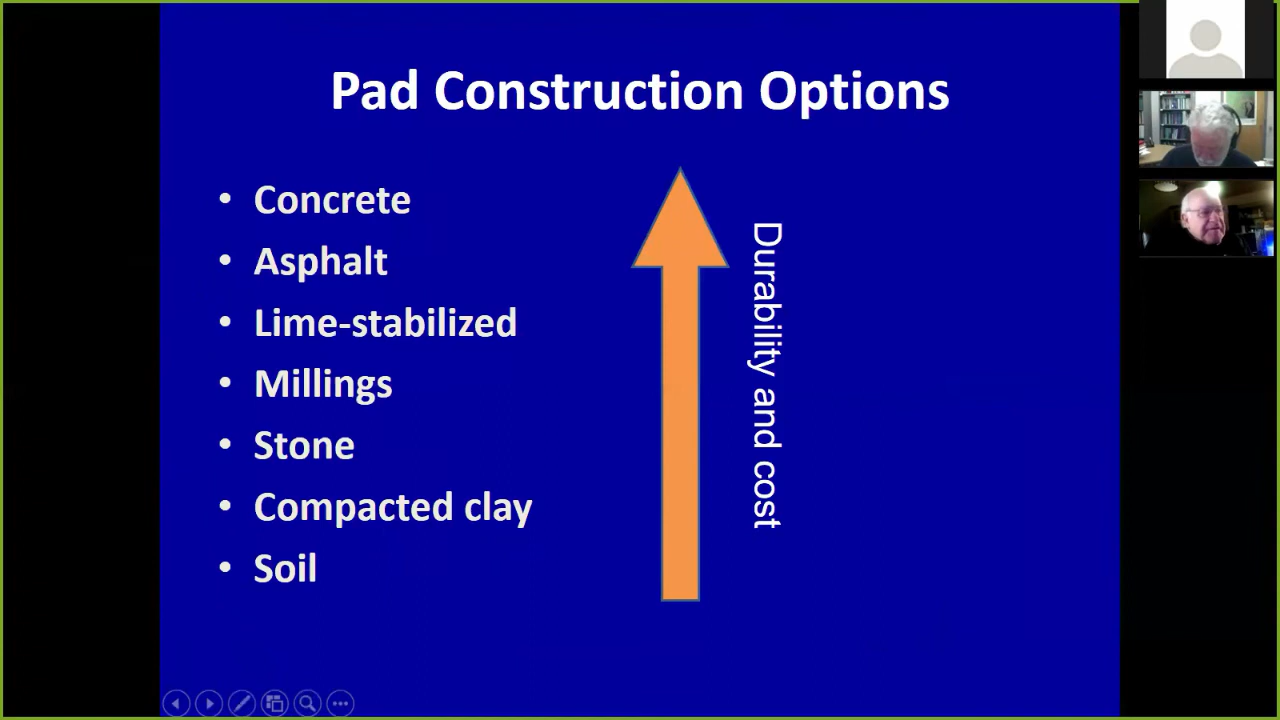 Pad Construction Options
• Concrete
• Asphalt
• Lime-stabilized
• Millings
• Stone
• Compacted clay
• Soil
Durability and cost